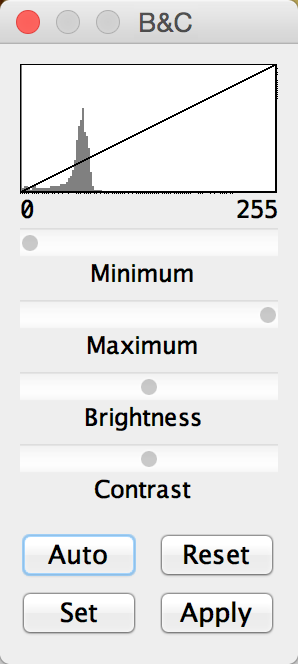 B&C
0 255
Minimum
Maximum
Brightness
Contrast
Auto Reset
Set Apply